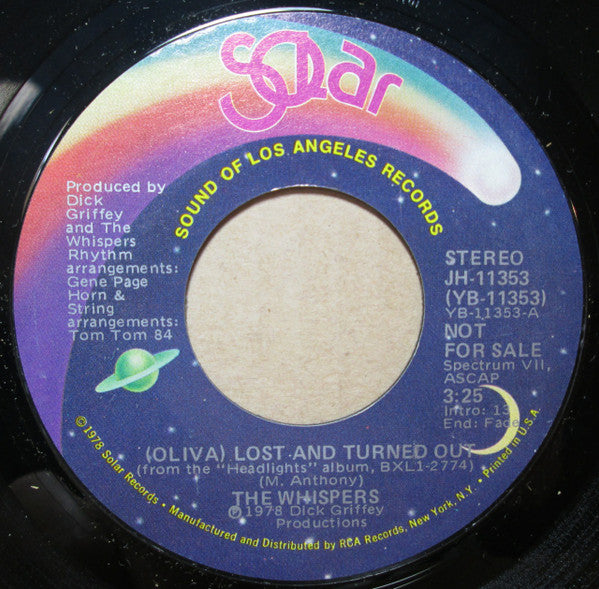 Solar
SOUND OF LOS ANGELES RECORDS
Produced by
Dick
Griffey
and The
Whispers
Rhythm
arrangements:
Gene Page
Horn &
String
arrangements:
Tom Tom 84
STEREO
JH-11353
(YB-11353)
YB-11353-A
NOT
FOR SALE
Spectrum VII,
ASCAP
3:25
Intro: 13
End: Fade
(OLIVA) LOST AND TURNED OUT
(from the "Headlights" album, BXL1-2774)
(M. Anthony)
THE WHISPERS
℗1978 Dick Griffey
Productions
©1978 Solar Records • Manufactured and Distributed by RCA Records, New York, N.Y. • Printed in U.S.A.